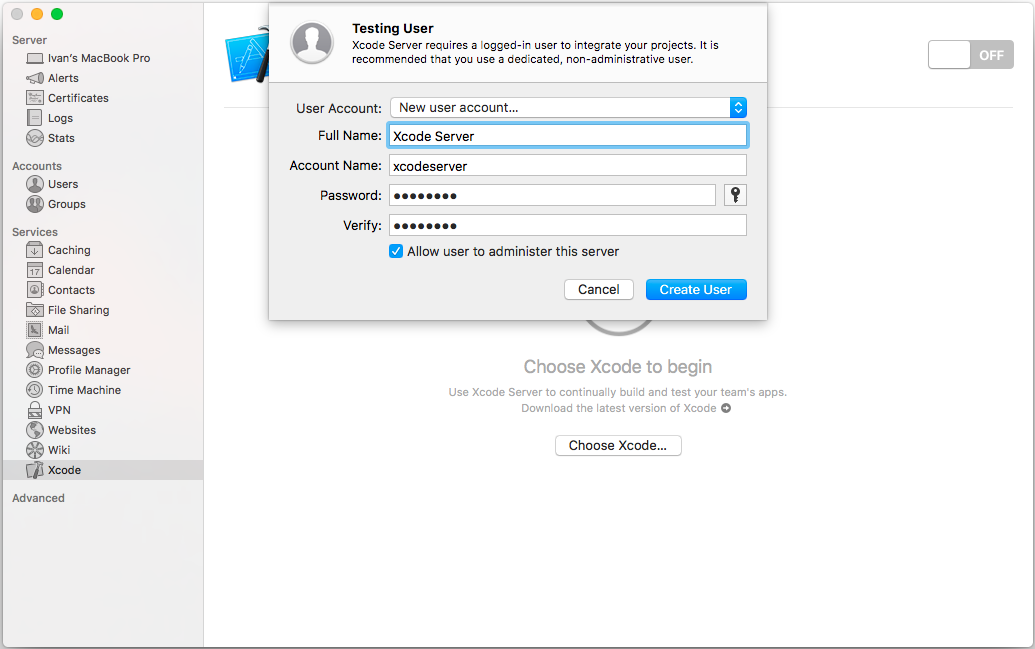 Server
Ivan's MacBook Pro
Alerts
Certificates
Logs
Stats
Accounts
Users
Groups
Services
Caching
17
Calendar
Contacts
File Sharing
Mail
Messages
Profile Manager
Time Machine
VPN
Websites
Wiki
Xcode
Advanced
Testing User
Xcode Server requires a logged-in user to integrate your projects. It is
recommended that you use a dedicated, non-administrative user.
OFF
User Account: New user account...
Full Name: Xcode Server
Account Name: xcodeserver
Password: ●●●●●●●●
Verify: ●●●●●●●●
Allow user to administer this server
Cancel Create User
Choose Xcode to begin
Use Xcode Server to continually build and test your team's apps.
Download the latest version of Xcode
Choose Xcode...